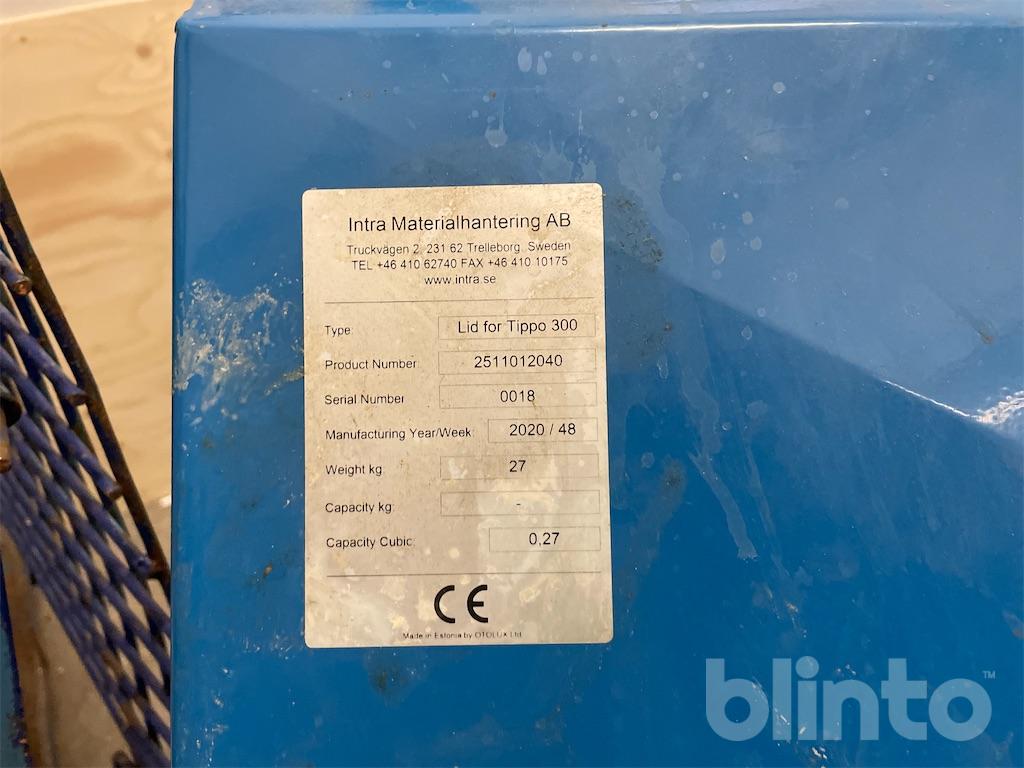 Intra Materialhantering AB
Truckvägen 2, 231 62 Trelleborg, Sweden
TEL +46 410 62740 FAX +46 410 10175
www.intra.se
Type: Lid for Tippo 300
Product Number: 2511012040
Serial Number: 0018
Manufacturing Year/Week: 2020 / 48
Weight kg: 27
Capacity kg: -
Capacity Cubic: 0,27
CE
Made in Estonia by OTOLUX Ltd.
blinto™